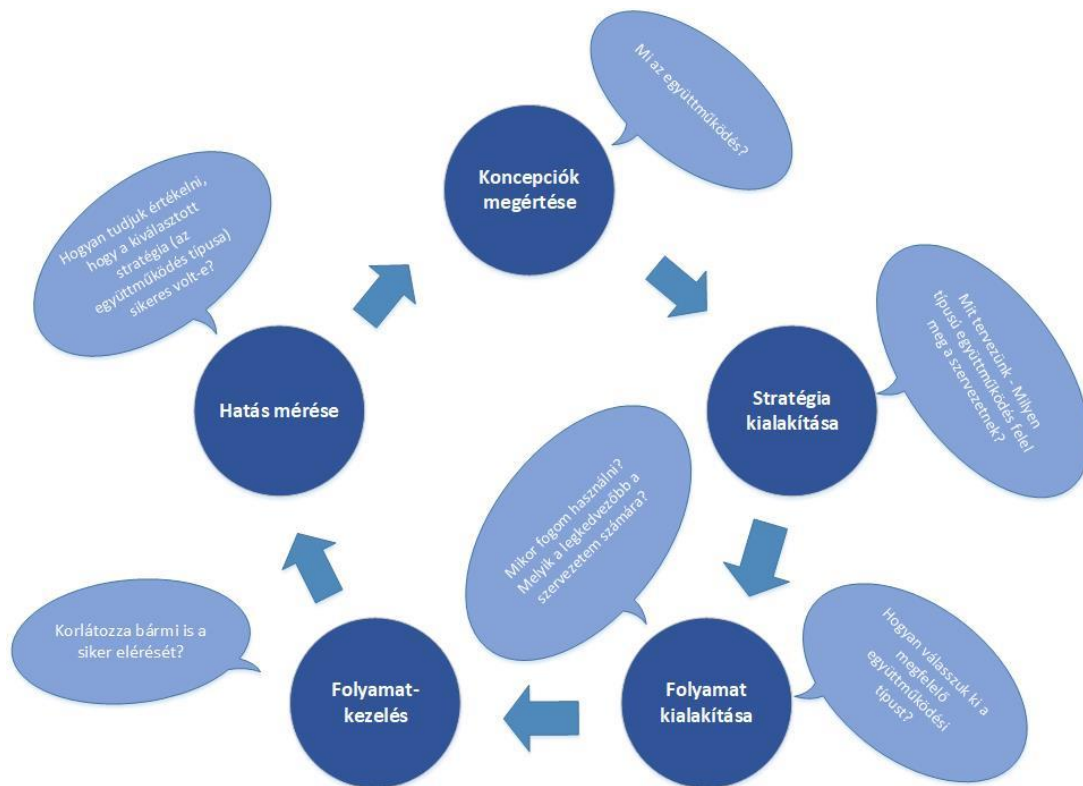 Mi az együttműködés?
Koncepciók
megértése
Mit tervezünk - Milyen
típusú együttműködés felel
meg a szervezetnek?
Stratégia
kialakítása
Hogyan válasszuk ki a
megfelelő
együttműködési
típust?
Mikor fogom használni?
Melyik a legkedvezőbb a
szervezetem számára?
Folyamat
kialakítása
Folyamat-
kezelés
Korlátozza bármi is a
siker elérését?
Hatás mérése
Hogyan tudjuk értékelni,
hogy a kiválasztott
stratégia (az
együttműködés típusa)
sikeres volt-e?